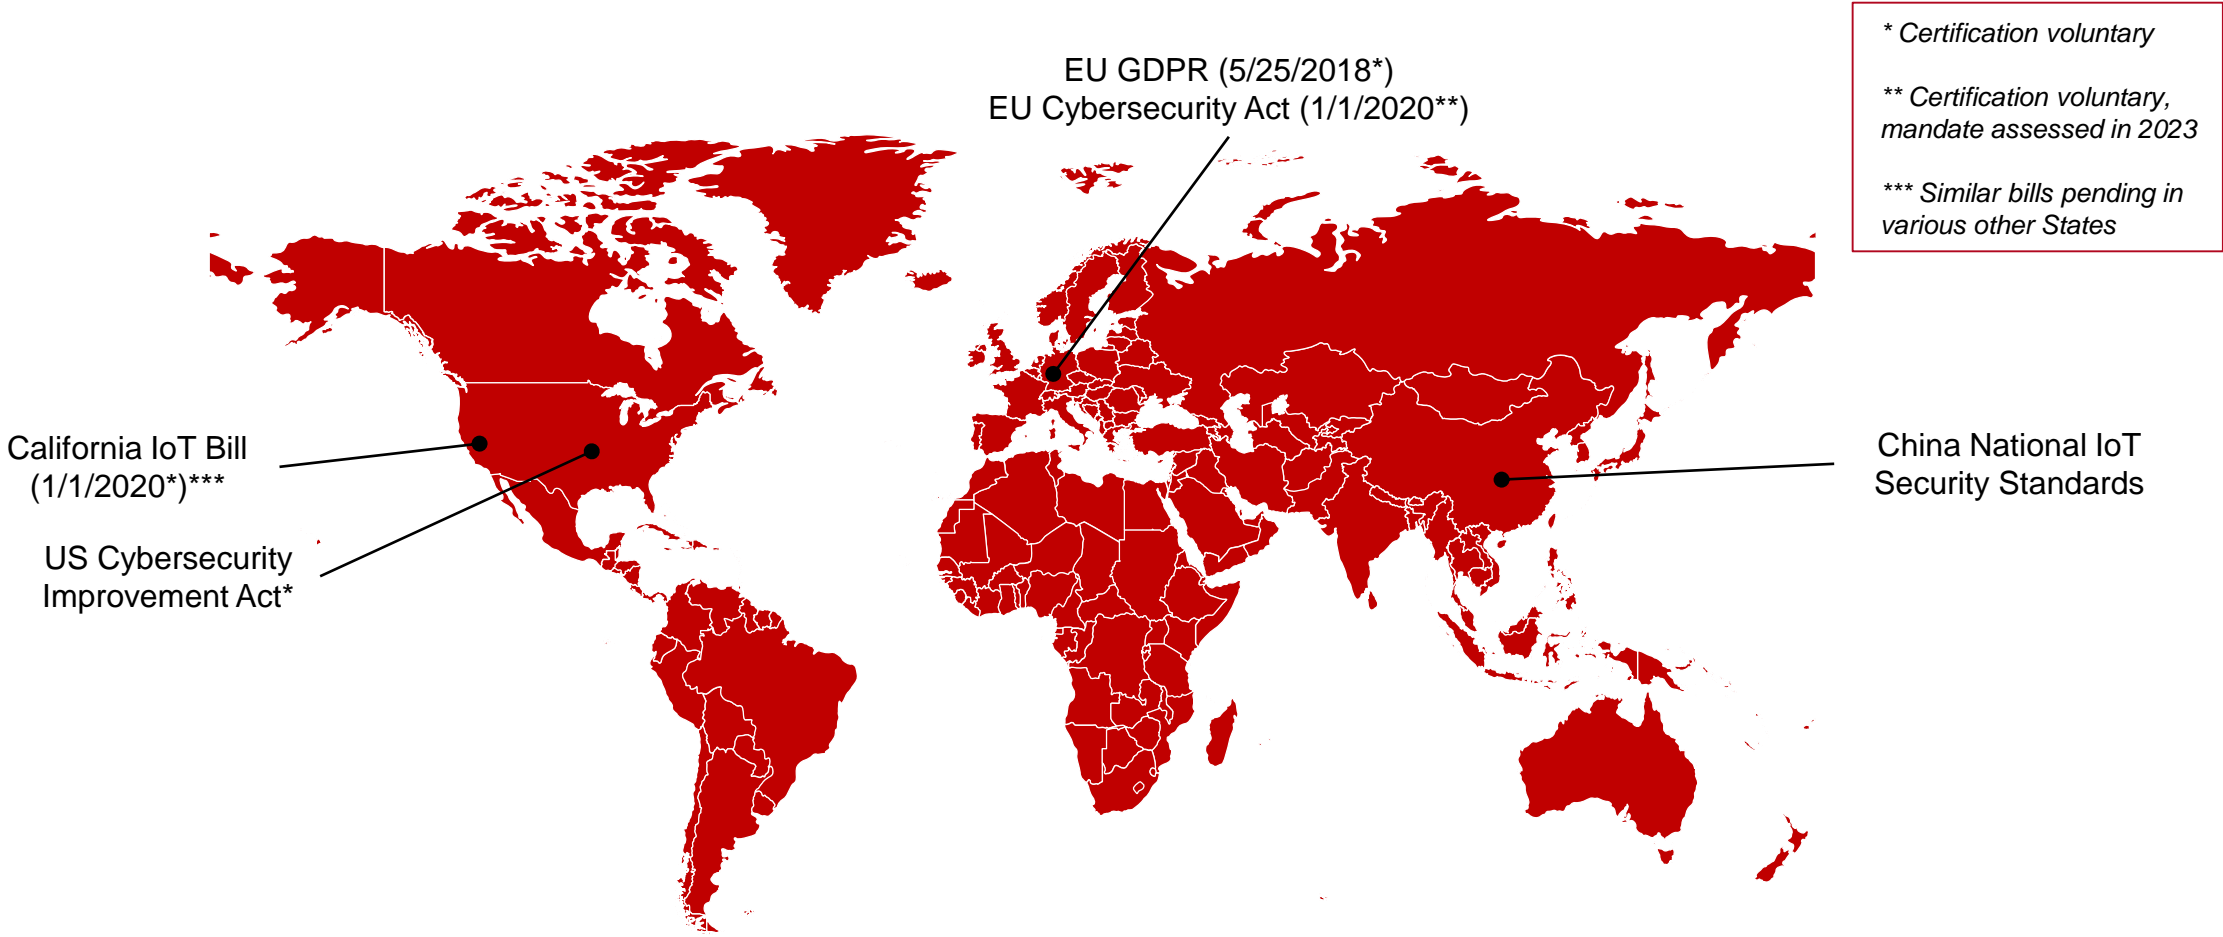 EU GDPR (5/25/2018*)
EU Cybersecurity Act (1/1/2020**)
* Certification voluntary
** Certification voluntary,
mandate assessed in 2023
*** Similar bills pending in
various other States
California IoT Bill
(1/1/2020*)***
US Cybersecurity
Improvement Act*
China National IoT
Security Standards